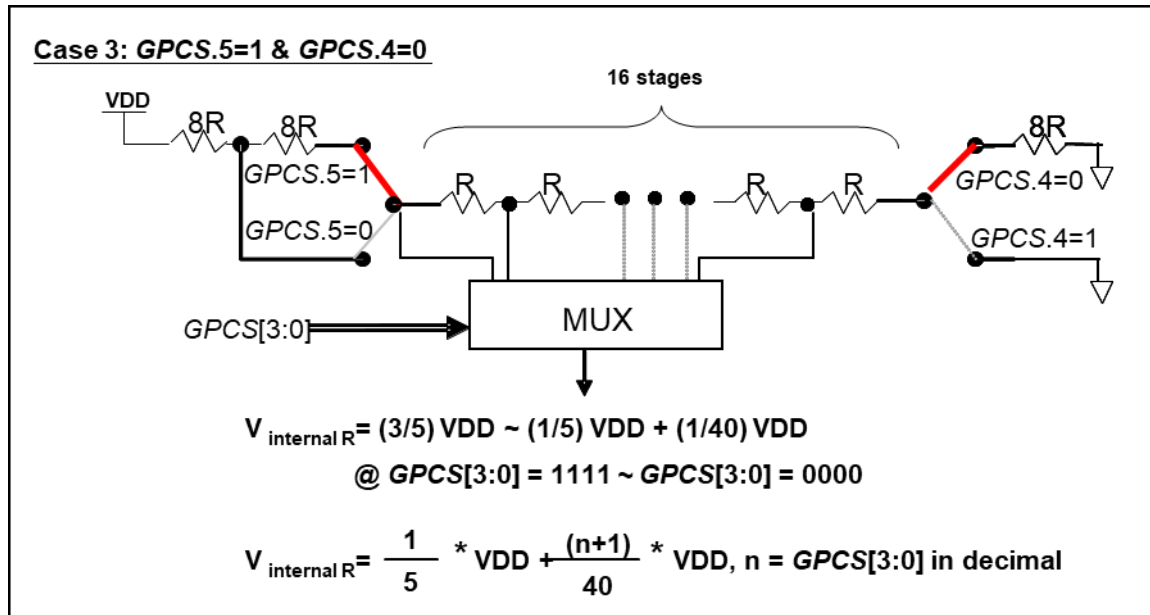 Case 3: GPCS.5=1 & GPCS.4=0
16 stages
VDD
8R 8R 8R
GPCS.5=1 R R R R GPCS.4=0
GPCS.5=0 GPCS.4=1
MUX
GPCS[3:0]
V internal R = (3/5) VDD ~ (1/5) VDD + (1/40) VDD
@ GPCS[3:0] = 1111 ~ GPCS[3:0] = 0000
V internal R = 1/5 * VDD + (n+1)/40 * VDD, n = GPCS[3:0] in decimal